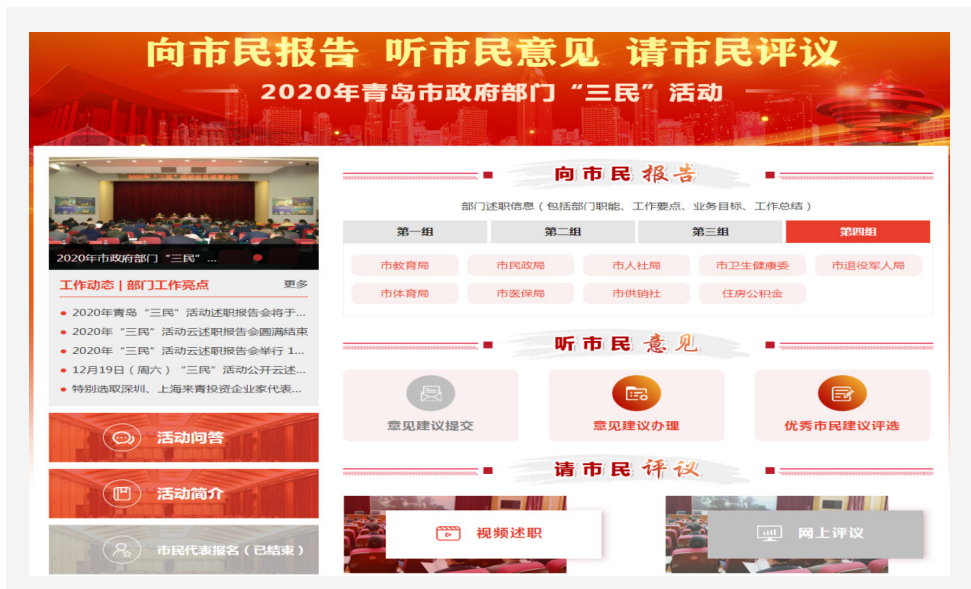 向市民报告 听市民意见 请市民评议
2020年青岛市政府部门“三民”活动
2020年市政府部门“三民”...
工作动态 | 部门工作亮点 更多
2020年青岛“三民”活动述职报告会将于...
2020年“三民”活动云述职报告会圆满结束
2020年“三民”活动云述职报告会举行 1...
12月19日（周六）“三民”活动公开云述...
特别选取深圳、上海来青投资企业家代表...
活动问答
活动简介
市民代表报名（已结束）
向市民报告
部门述职信息（包括部门职能、工作要点、业务目标、工作总结）
第一组 第二组 第三组 第四组
市教育局 市民政局 市人社局 市卫生健康委 市退役军人局
市体育局 市医保局 市供销社 住房公积金
听市民意见
意见建议提交 意见建议办理 优秀市民建议评选
请市民评议
视频述职 网上评议